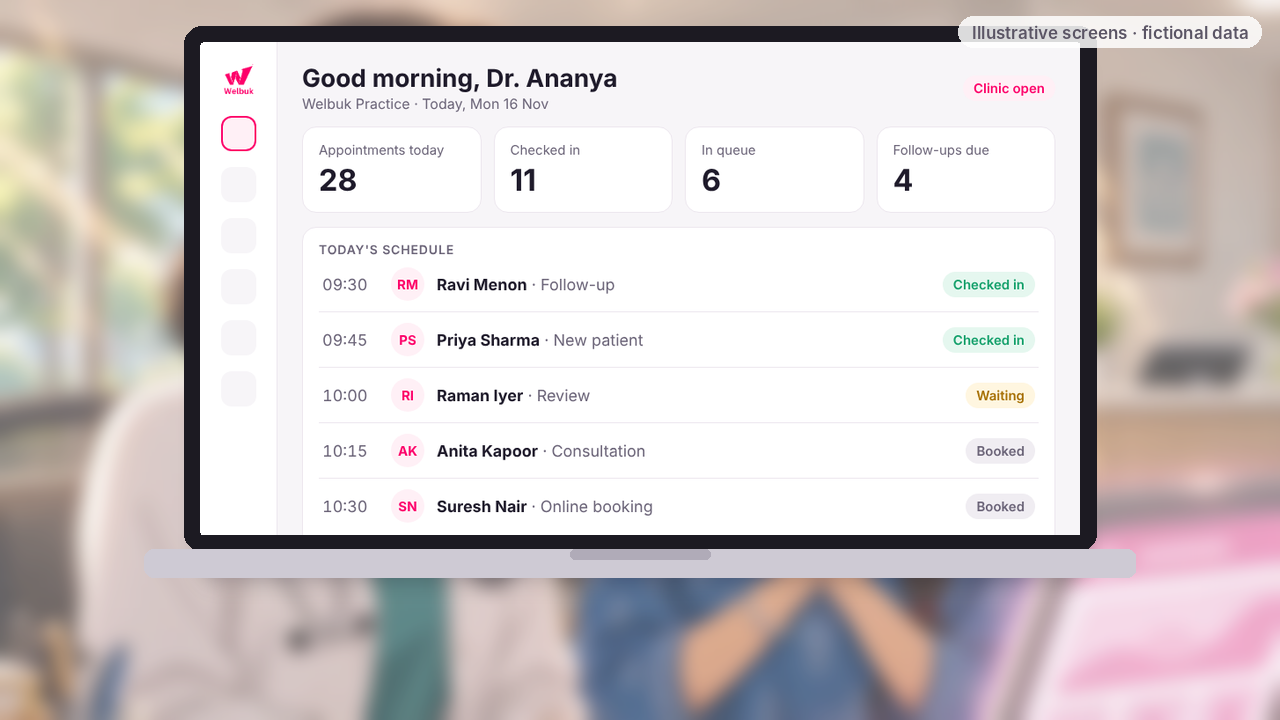 Illustrative screens · fictional data
Welbuk
Good morning, Dr. Ananya
Welbuk Practice · Today, Mon 16 Nov
Clinic open
Appointments today
28
Checked in
11
In queue
6
Follow-ups due
4
TODAY'S SCHEDULE
09:30 RM Ravi Menon · Follow-up Checked in
09:45 PS Priya Sharma · New patient Checked in
10:00 RI Raman Iyer · Review Waiting
10:15 AK Anita Kapoor · Consultation Booked
10:30 SN Suresh Nair · Online booking Booked